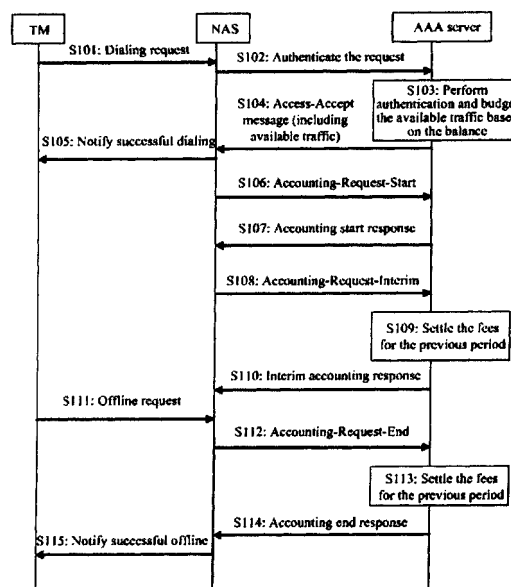 TM
NAS
AAA server
S101: Dialing request
S102: Authenticate the request
S103: Perform
authentication and budge
the available traffic base
on the balance
S104: Access-Accept
message (including
available traffic)
S105: Notify successful dialing
S106: Accounting-Request-Start
S107: Accounting start response
S108: Accounting-Request-Interim
S109: Settle the fees
for the previous period
S110: Interim accounting response
S111: Offline request
S112: Accounting-Request-End
S113: Settle the fees
for the previous period
S114: Accounting end response
S115: Notify successful offline